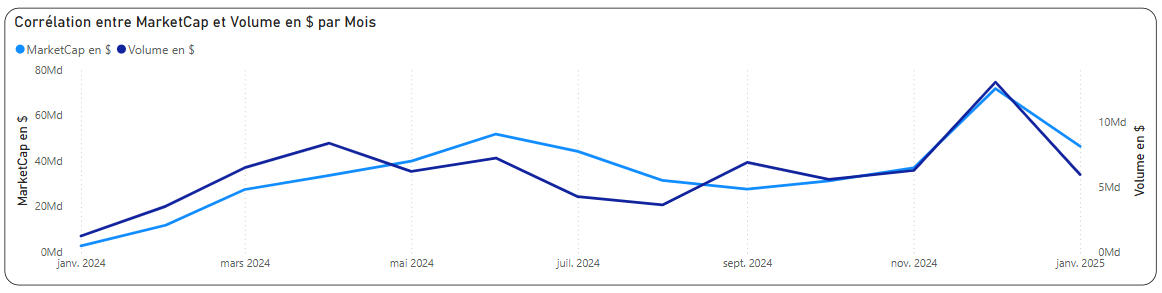 Corrélation entre MarketCap et Volume en $ par Mois
MarketCap en $ Volume en $
80Md
60Md
40Md
20Md
0Md
MarketCap en $
10Md
5Md
0Md
Volume en $
janv. 2024 mars 2024 mai 2024 juil. 2024 sept. 2024 nov. 2024 janv. 2025